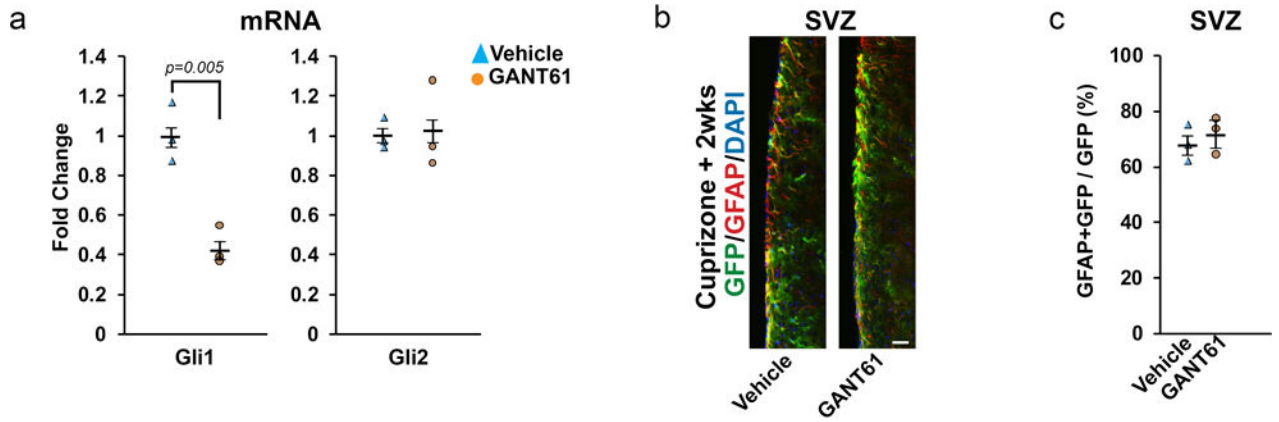 a
mRNA
Fold Change
1.4
1.2
1
0.8
0.6
0.4
0.2
0
p=0.005
Gli1
1.4
1.2
1
0.8
0.6
0.4
0.2
0
Gli2
Vehicle
GANT61
b
SVZ
Cuprizone + 2wks
GFP/GFAP/DAPI
Vehicle
GANT61
c
SVZ
GFAP+GFP / GFP (%)
100
80
60
40
20
0
Vehicle
GANT61